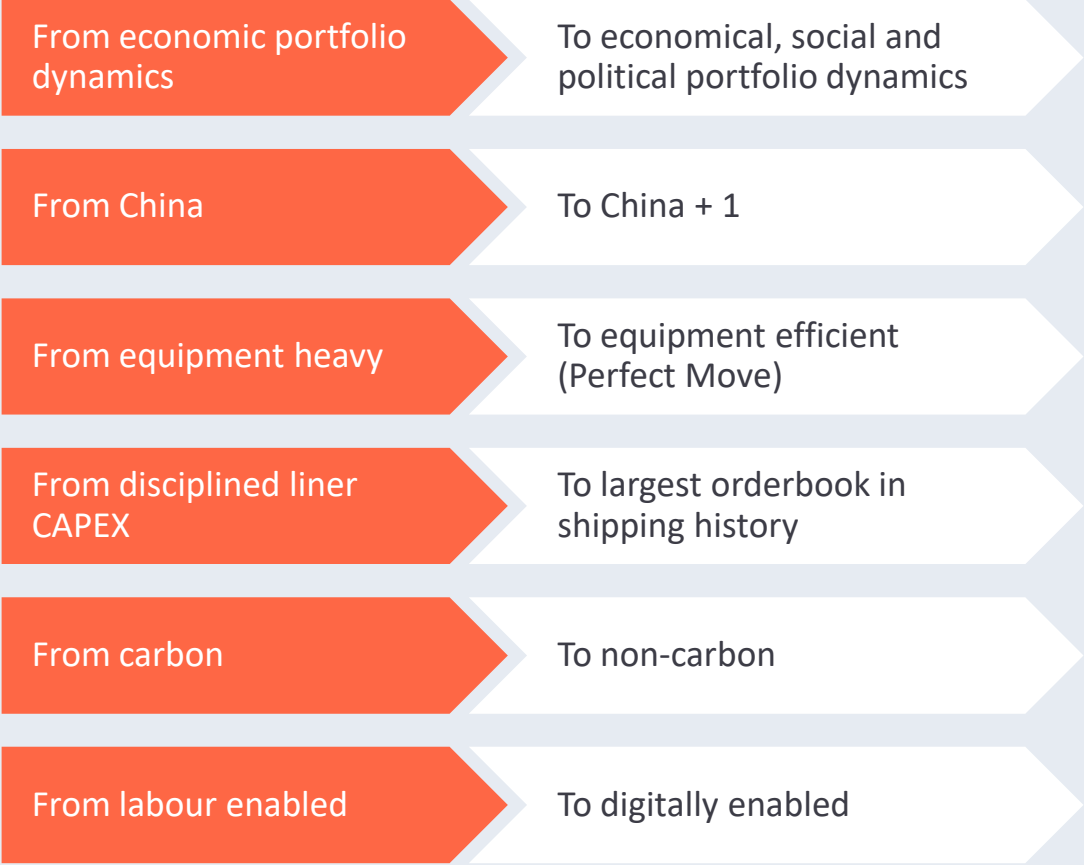 From economic portfolio
dynamics
To economical, social and
political portfolio dynamics
From China
To China + 1
From equipment heavy
To equipment efficient
(Perfect Move)
From disciplined liner
CAPEX
To largest orderbook in
shipping history
From carbon
To non-carbon
From labour enabled
To digitally enabled